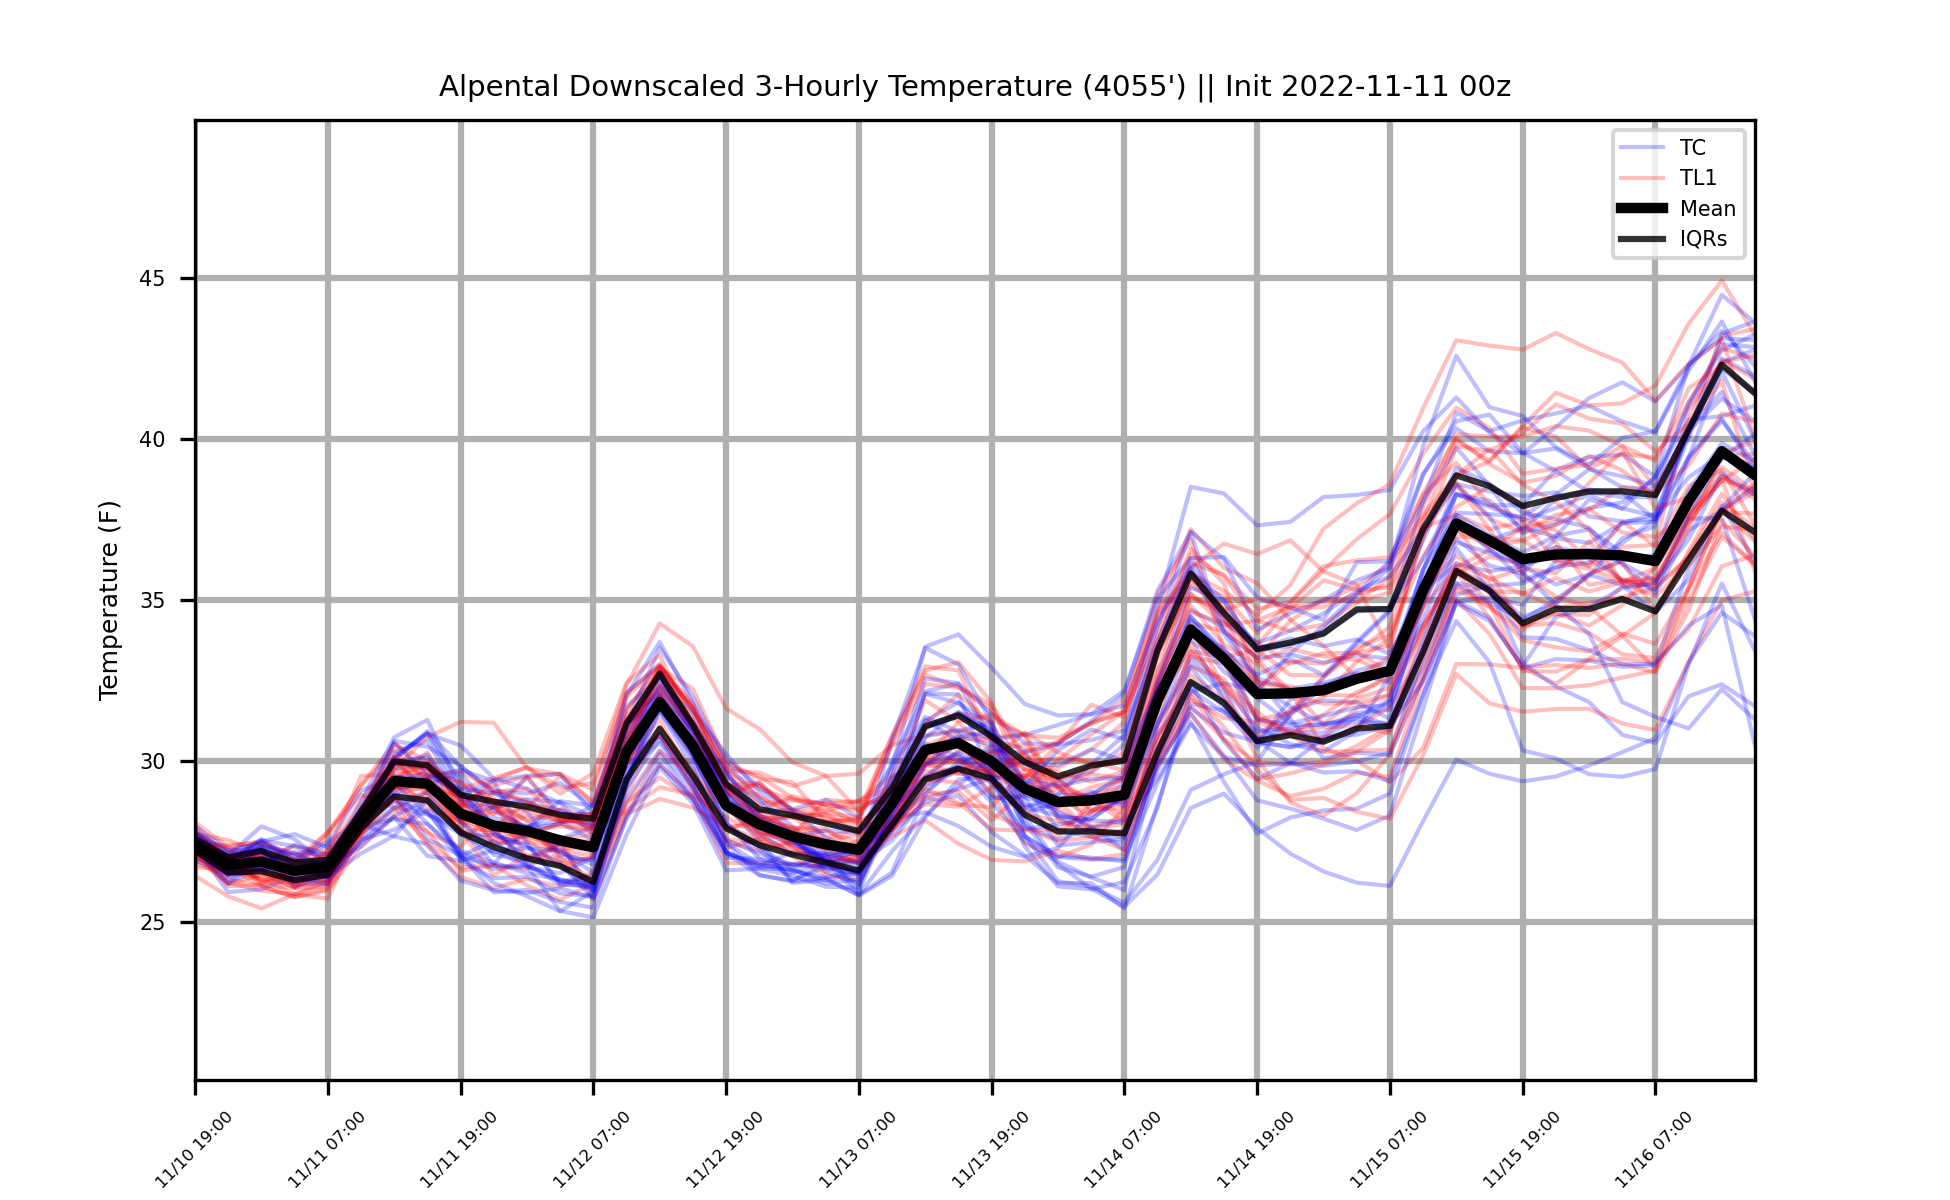 Alpental Downscaled 3-Hourly Temperature (4055') || Init 2022-11-11 00z
TC
TL1
Mean
IQRs
45
40
35
30
25
Temperature (F)
11/10 19:00
11/11 07:00
11/11 19:00
11/12 07:00
11/12 19:00
11/13 07:00
11/13 19:00
11/14 07:00
11/14 19:00
11/15 07:00
11/15 19:00
11/16 07:00